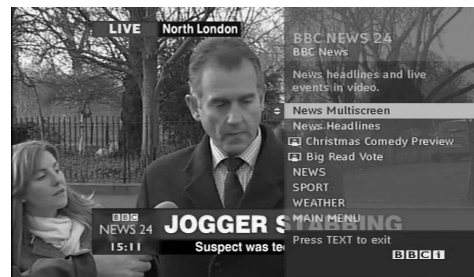 LIVE North London
BBC NEWS 24
BBC News
News headlines and live
events in video.
News Multiscreen
News Headlines
Christmas Comedy Preview
Big Read Vote
NEWS
SPORT
WEATHER
MAIN MENU
Press TEXT to exit
BBC 1
BBC
NEWS 24
15:11
JOGGER STABBING
Suspect was